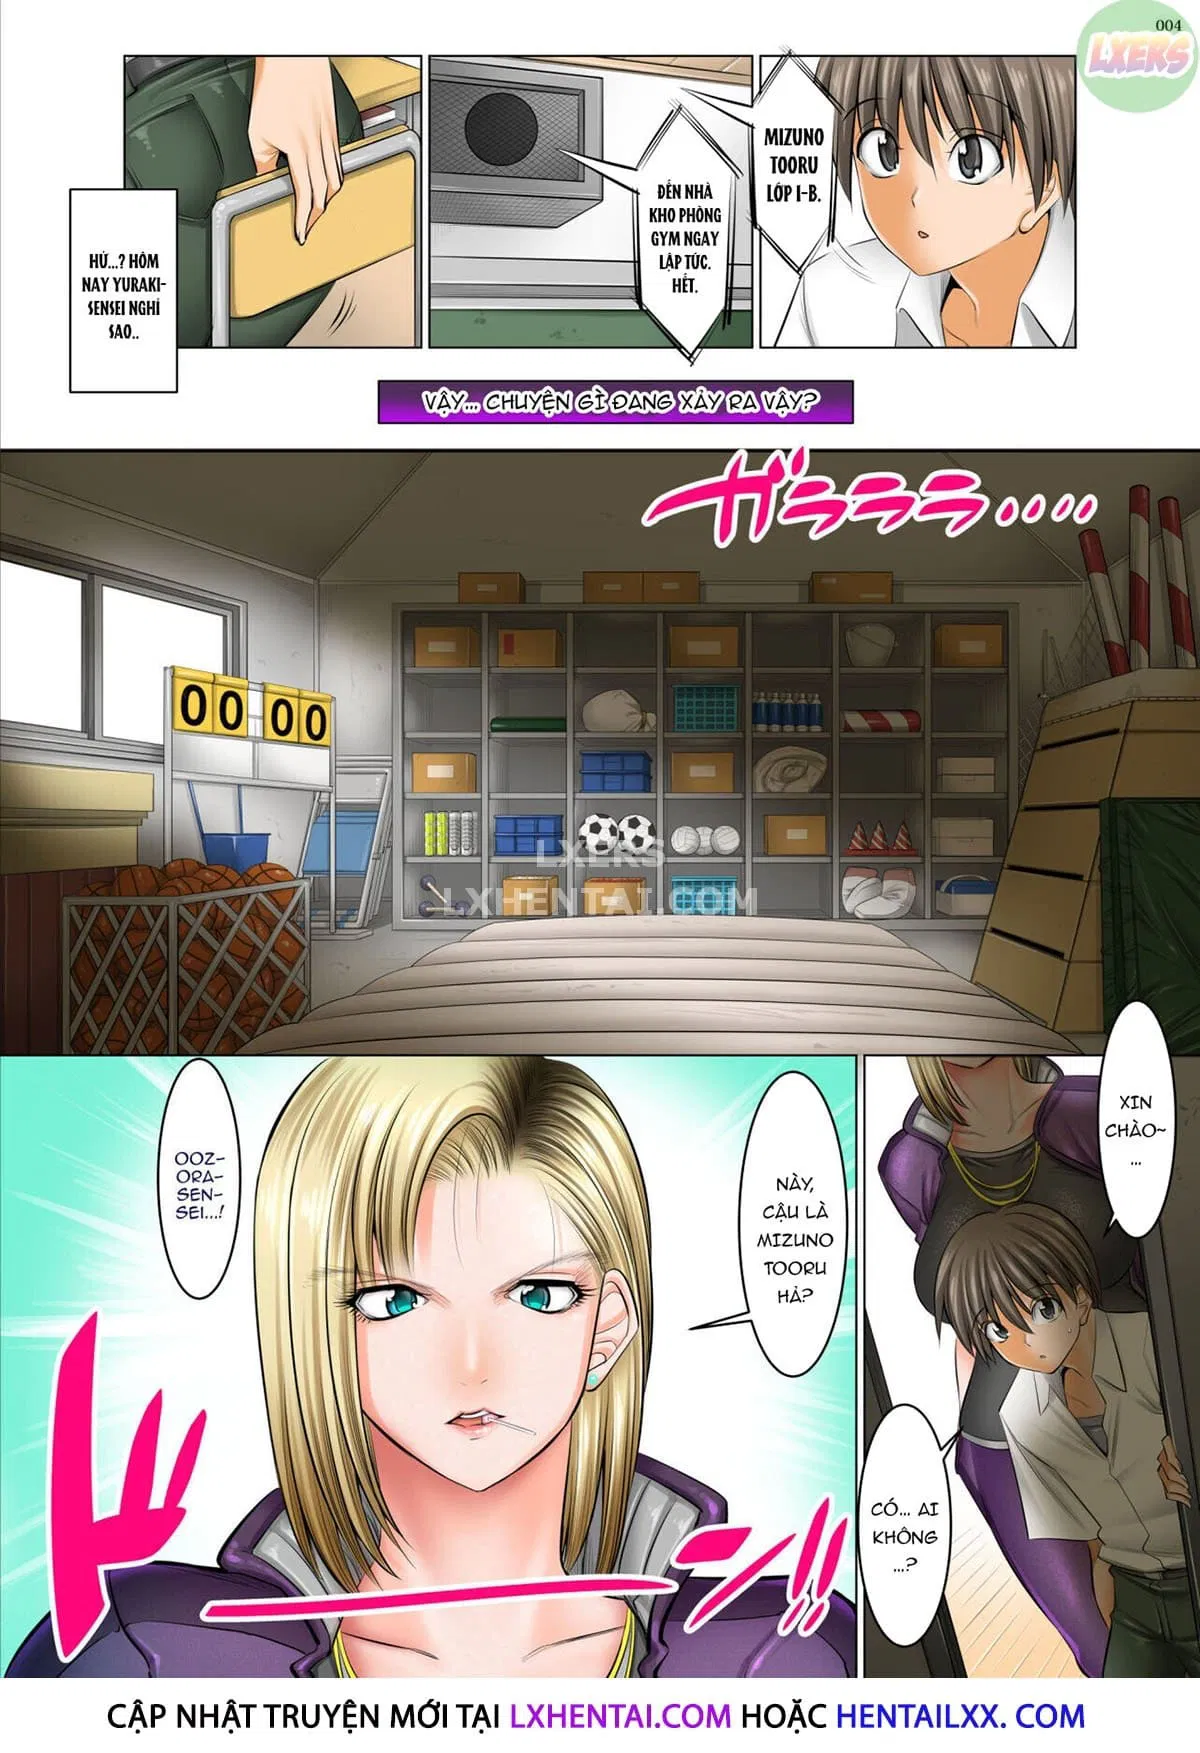 004
LXERS
MIZUNO
TOORU
LỚP 1-B.
ĐẾN NHÀ
KHO PHÒNG
GYM NGAY
LẬP TỨC.
HẾT.
HỬ...? HÔM
NAY YURAKI-
SENSEI NGHỈ
SAO..
VẬY... CHUYỆN GÌ ĐANG XẢY RA VẬY?
ガラララ....
00 00
LXERS
LXHENTAI.COM
XIN
CHÀO~
...
CÓ... AI
KHÔNG
...?
NÀY,
CẬU LÀ
MIZUNO
TOORU
HẢ?
OOZ-
ORA-
SEN-
SEI...!
ドーン!!
CẬP NHẬT TRUYỆN MỚI TẠI LXHENTAI.COM HOẶC HENTAILXX. COM